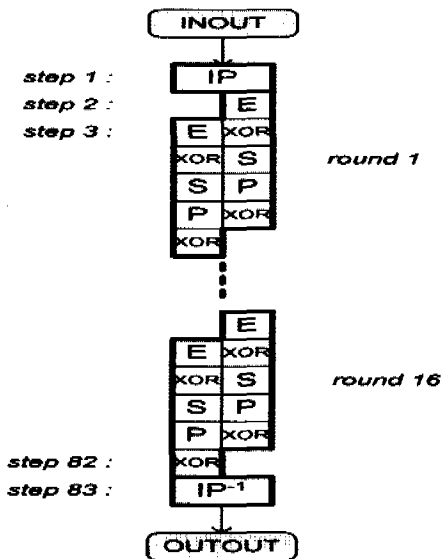 INOUT
step 1 : IP
step 2 : E
step 3 : E XOR
XOR S round 1
S P
P XOR
XOR
E
E XOR
XOR S round 16
S P
P XOR
step 82 : XOR
step 83 : IP⁻¹
OUTOUT